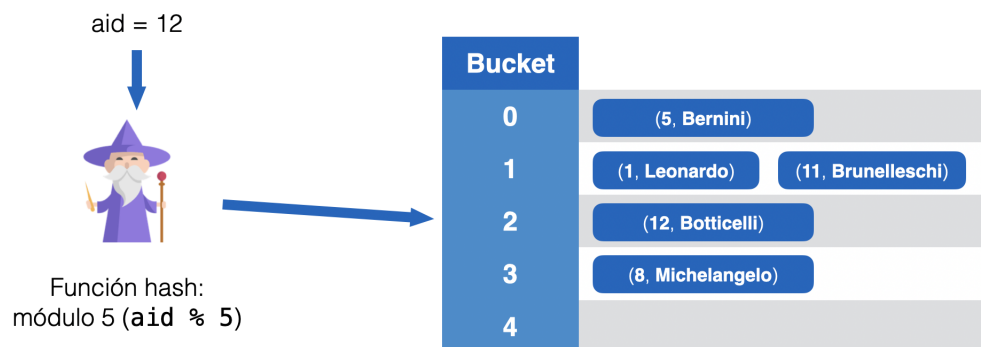 aid = 12
Función hash:
módulo 5 (aid % 5)
Bucket
0 (5, Bernini)
1 (1, Leonardo) (11, Brunelleschi)
2 (12, Botticelli)
3 (8, Michelangelo)
4